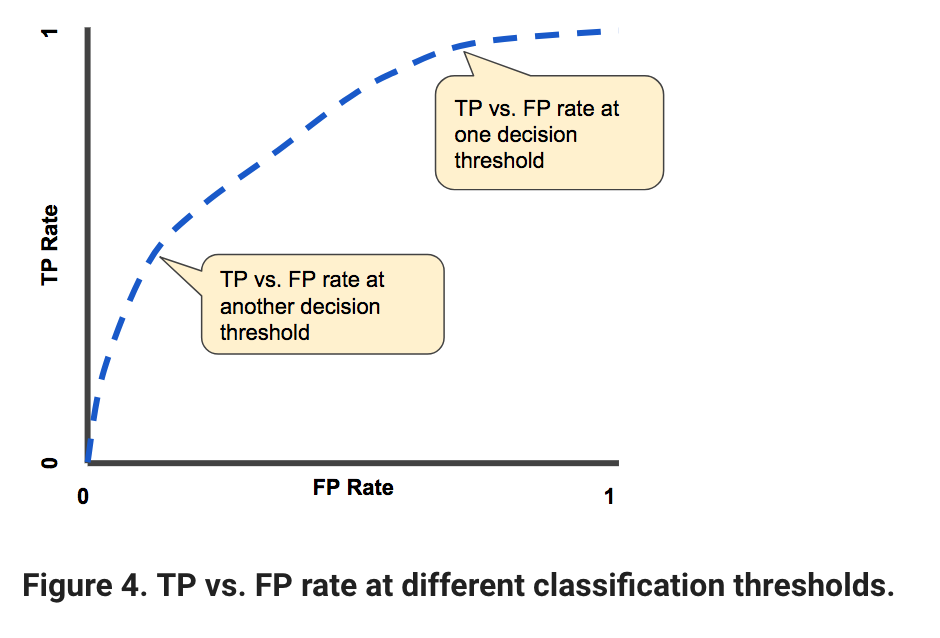 1
TP vs. FP rate at
one decision
threshold
TP Rate
TP vs. FP rate at
another decision
threshold
0
0
FP Rate
1
Figure 4. TP vs. FP rate at different classification thresholds.